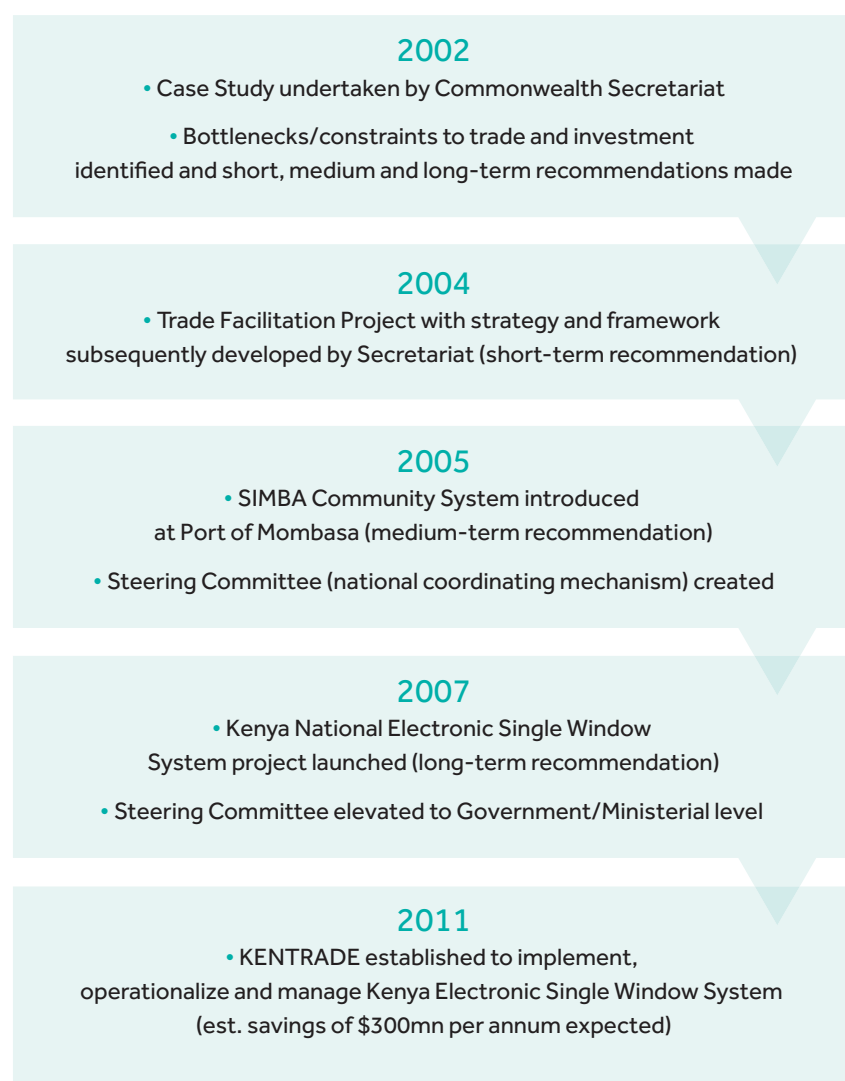 2002
• Case Study undertaken by Commonwealth Secretariat
• Bottlenecks/constraints to trade and investment
identified and short, medium and long-term recommendations made
2004
• Trade Facilitation Project with strategy and framework
subsequently developed by Secretariat (short-term recommendation)
2005
• SIMBA Community System introduced
at Port of Mombasa (medium-term recommendation)
• Steering Committee (national coordinating mechanism) created
2007
• Kenya National Electronic Single Window
System project launched (long-term recommendation)
• Steering Committee elevated to Government/Ministerial level
2011
• KENTRADE established to implement,
operationalize and manage Kenya Electronic Single Window System
(est. savings of $300mn per annum expected)